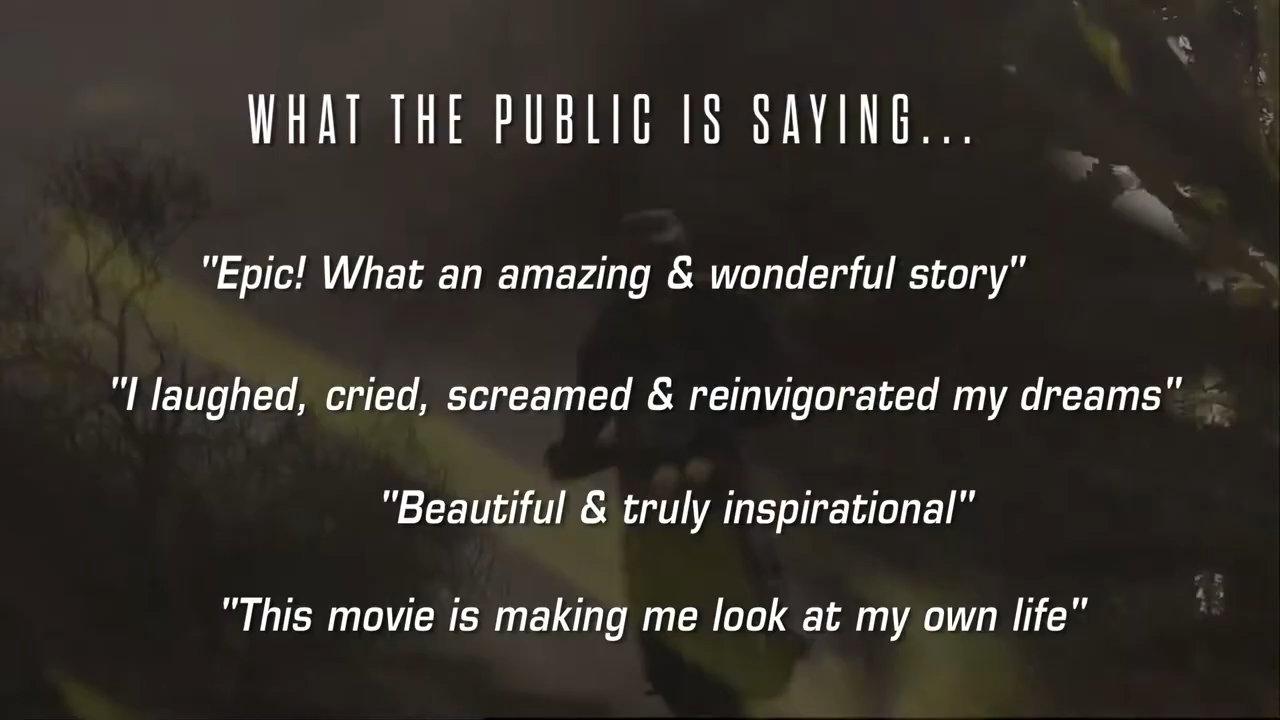 WHAT THE PUBLIC IS SAYING...
"Epic! What an amazing & wonderful story"
"I laughed, cried, screamed & reinvigorated my dreams"
"Beautiful & truly inspirational"
"This movie is making me look at my own life"